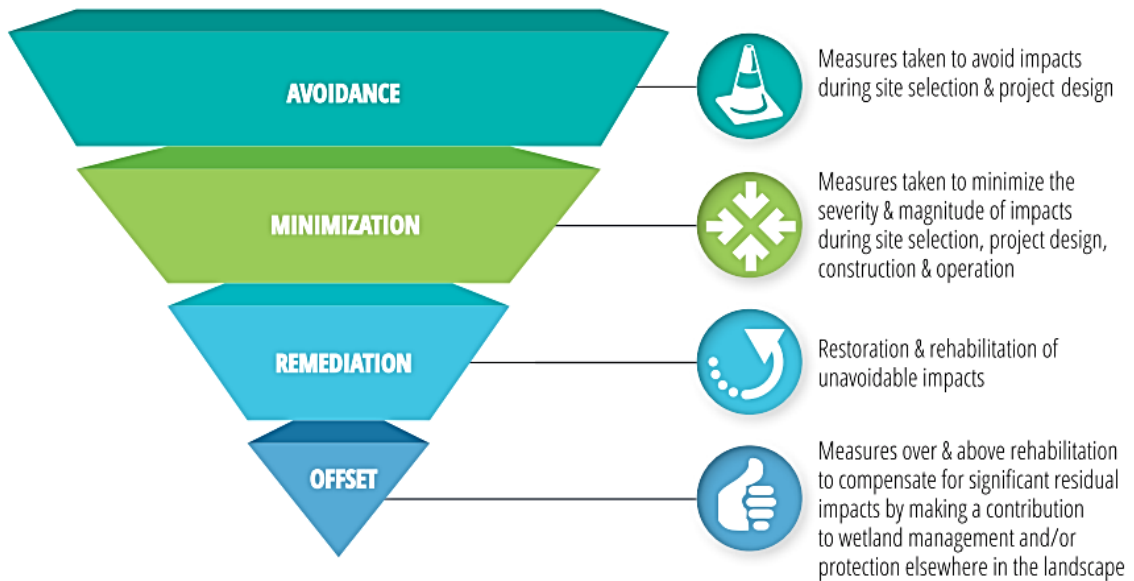 AVOIDANCE
Measures taken to avoid impacts
during site selection & project design
MINIMIZATION
Measures taken to minimize the
severity & magnitude of impacts
during site selection, project design,
construction & operation
REMEDIATION
Restoration & rehabilitation of
unavoidable impacts
OFFSET
Measures over & above rehabilitation
to compensate for significant residual
impacts by making a contribution
to wetland management and/or
protection elsewhere in the landscape